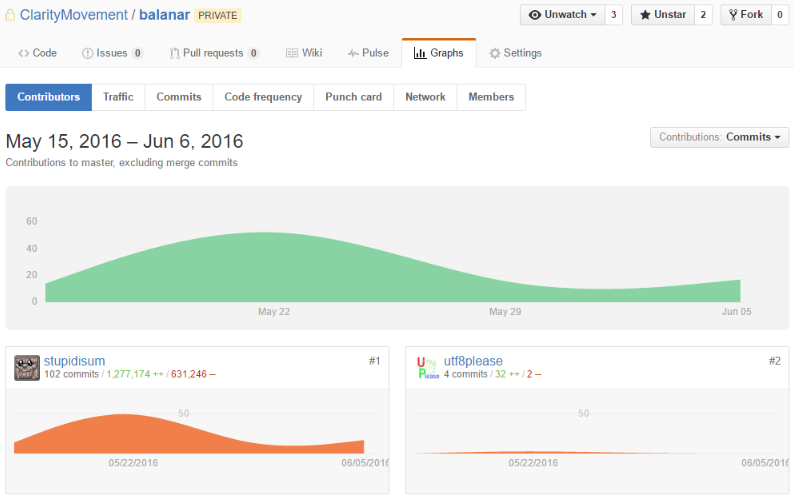 ClarityMovement / balanar PRIVATE Unwatch 3 Unstar 2 Fork 0
Code Issues 0 Pull requests 0 Wiki Pulse Graphs Settings
Contributors Traffic Commits Code frequency Punch card Network Members
May 15, 2016 – Jun 6, 2016 Contributions: Commits
Contributions to master, excluding merge commits
60
40
20
0
May 22 May 29 Jun 05
stupidisum #1
102 commits / 1,277,174 ++ / 631,246 --
50
05/22/2016 06/05/2016
utf8please #2
4 commits / 32 ++ / 2 --
50
05/22/2016 06/05/2016